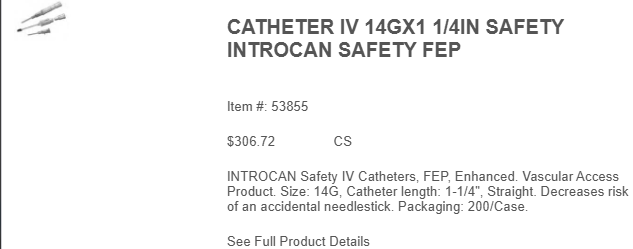 CATHETER IV 14GX1 1/4IN SAFETY
INTROCAN SAFETY FEP
Item #: 53855
$306.72 CS
INTROCAN Safety IV Catheters, FEP, Enhanced. Vascular Access
Product. Size: 14G, Catheter length: 1-1/4", Straight. Decreases risk
of an accidental needlestick. Packaging: 200/Case.
See Full Product Details